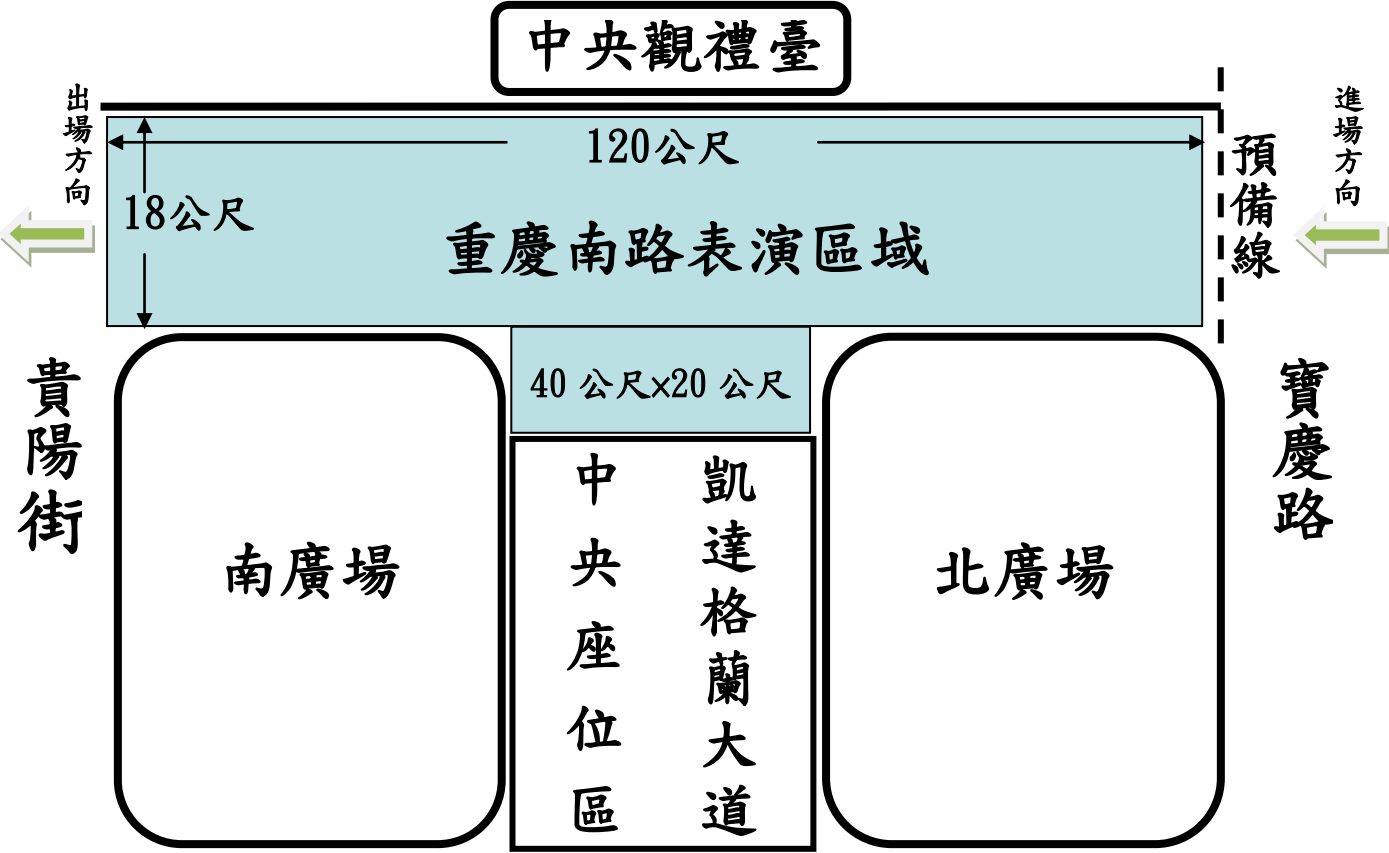 中央觀禮臺
出場方向
進場方向
120公尺
18公尺
預備線
重慶南路表演區域
40 公尺×20 公尺
貴陽街
寶慶路
南廣場
中央座位區
凱達格蘭大道
北廣場